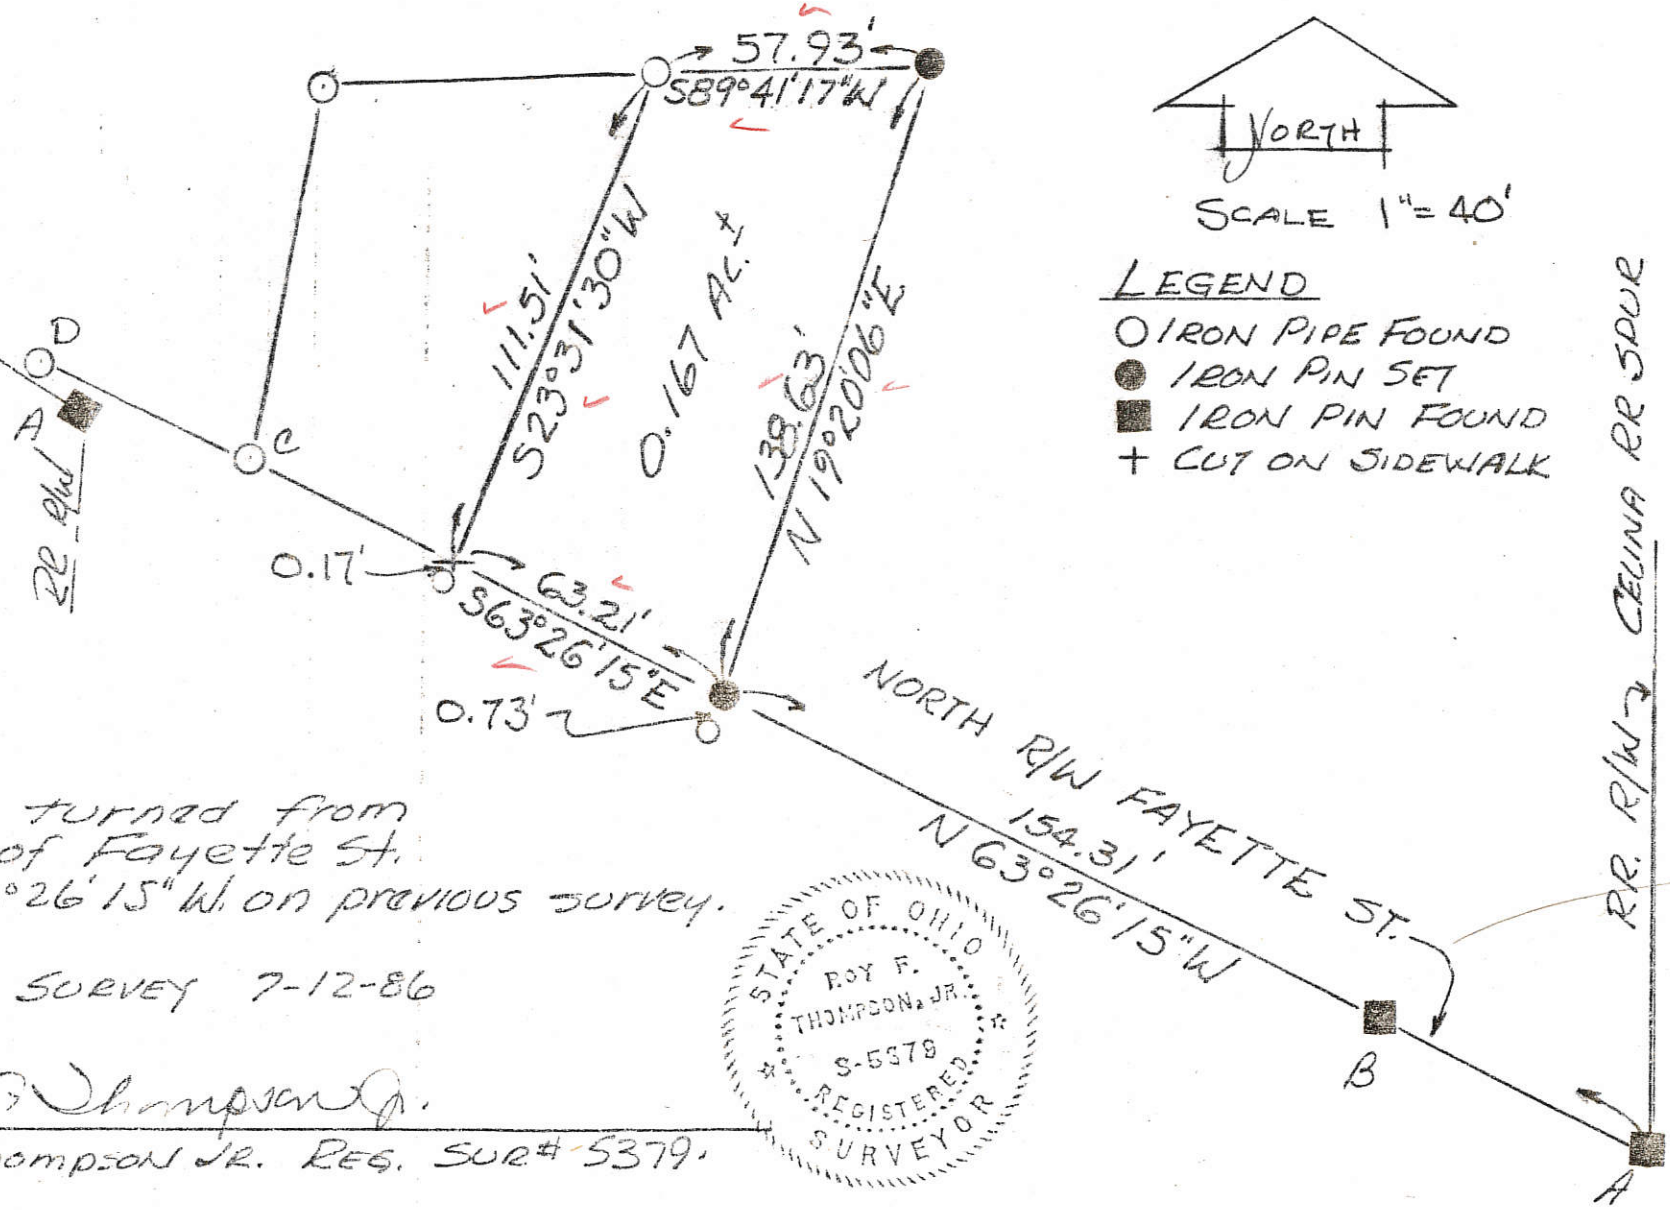 57.93'
S89°41'17"W
NORTH
SCALE 1"=40'
LEGEND
IRON PIPE FOUND
IRON PIN SET
IRON PIN FOUND
+ CUT ON SIDEWALK
111.51'
S23°31'30"W
0.167 AC.±
138.63'
N 19°20'06"E
D
A
C
RR R/W
0.17'
63.21'
S63°26'15"E
0.73'
NORTH R/W FAYETTE ST.
154.31'
N 63°26'15"W
RR. R/W CELINA RR SPUR
B
A
turned from
of Fayette St.
°26'15"W. on previous survey.
SURVEY 7-12-86
STATE OF OHIO
ROY F.
THOMPSON, JR.
S-5379
REGISTERED
SURVEYOR
Thompson Jr.
ompson JR. REG. SUR# 5379.